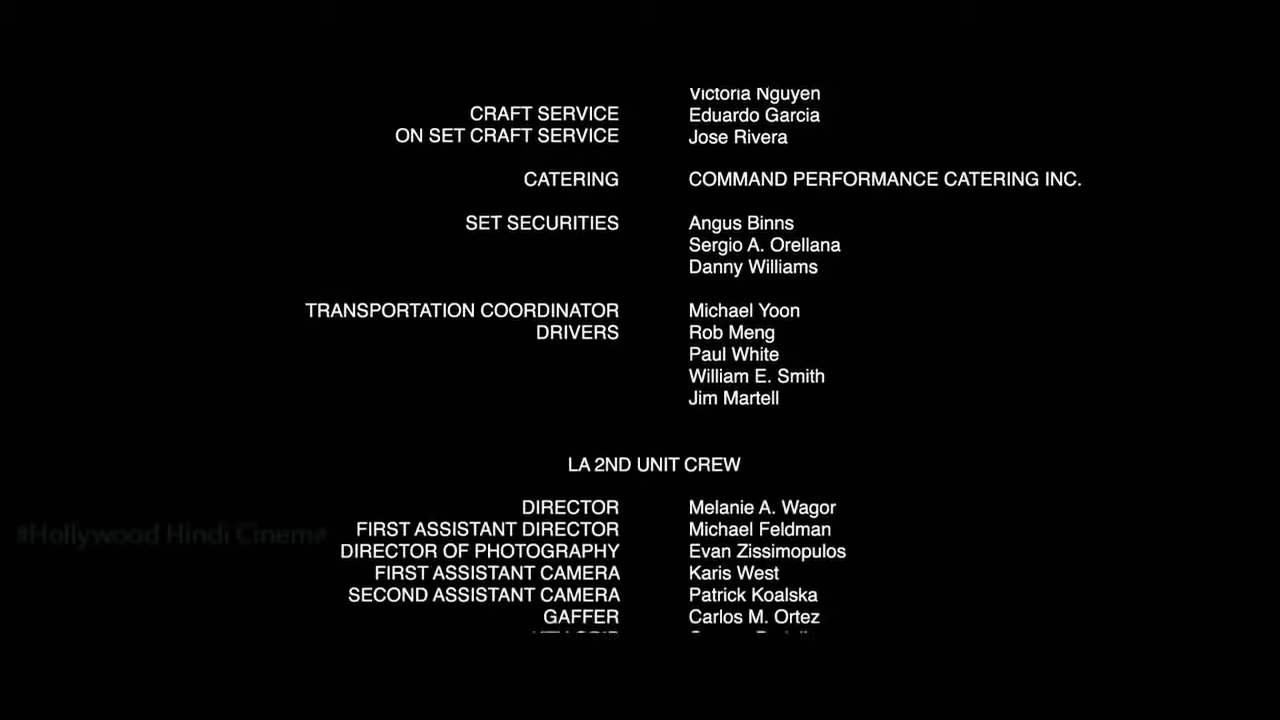 Victoria Nguyen
CRAFT SERVICE Eduardo Garcia
ON SET CRAFT SERVICE Jose Rivera
CATERING COMMAND PERFORMANCE CATERING INC.
SET SECURITIES Angus Binns
Sergio A. Orellana
Danny Williams
TRANSPORTATION COORDINATOR Michael Yoon
DRIVERS Rob Meng
Paul White
William E. Smith
Jim Martell
LA 2ND UNIT CREW
DIRECTOR Melanie A. Wagor
#Hollywood Hindi Cinema
FIRST ASSISTANT DIRECTOR Michael Feldman
DIRECTOR OF PHOTOGRAPHY Evan Zissimopulos
FIRST ASSISTANT CAMERA Karis West
SECOND ASSISTANT CAMERA Patrick Koalska
GAFFER Carlos M. Ortez